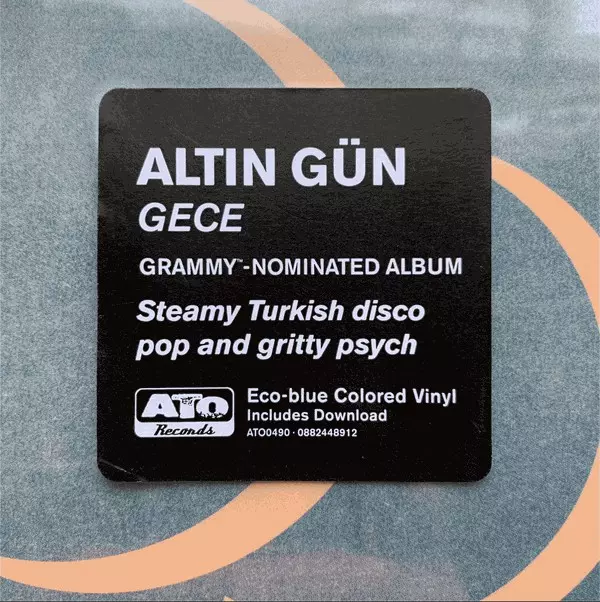 ALTIN GÜN
GECE
GRAMMY™-NOMINATED ALBUM
Steamy Turkish disco
pop and gritty psych
ATO
Records
Eco-blue Colored Vinyl
Includes Download
ATO0490 · 0882448912